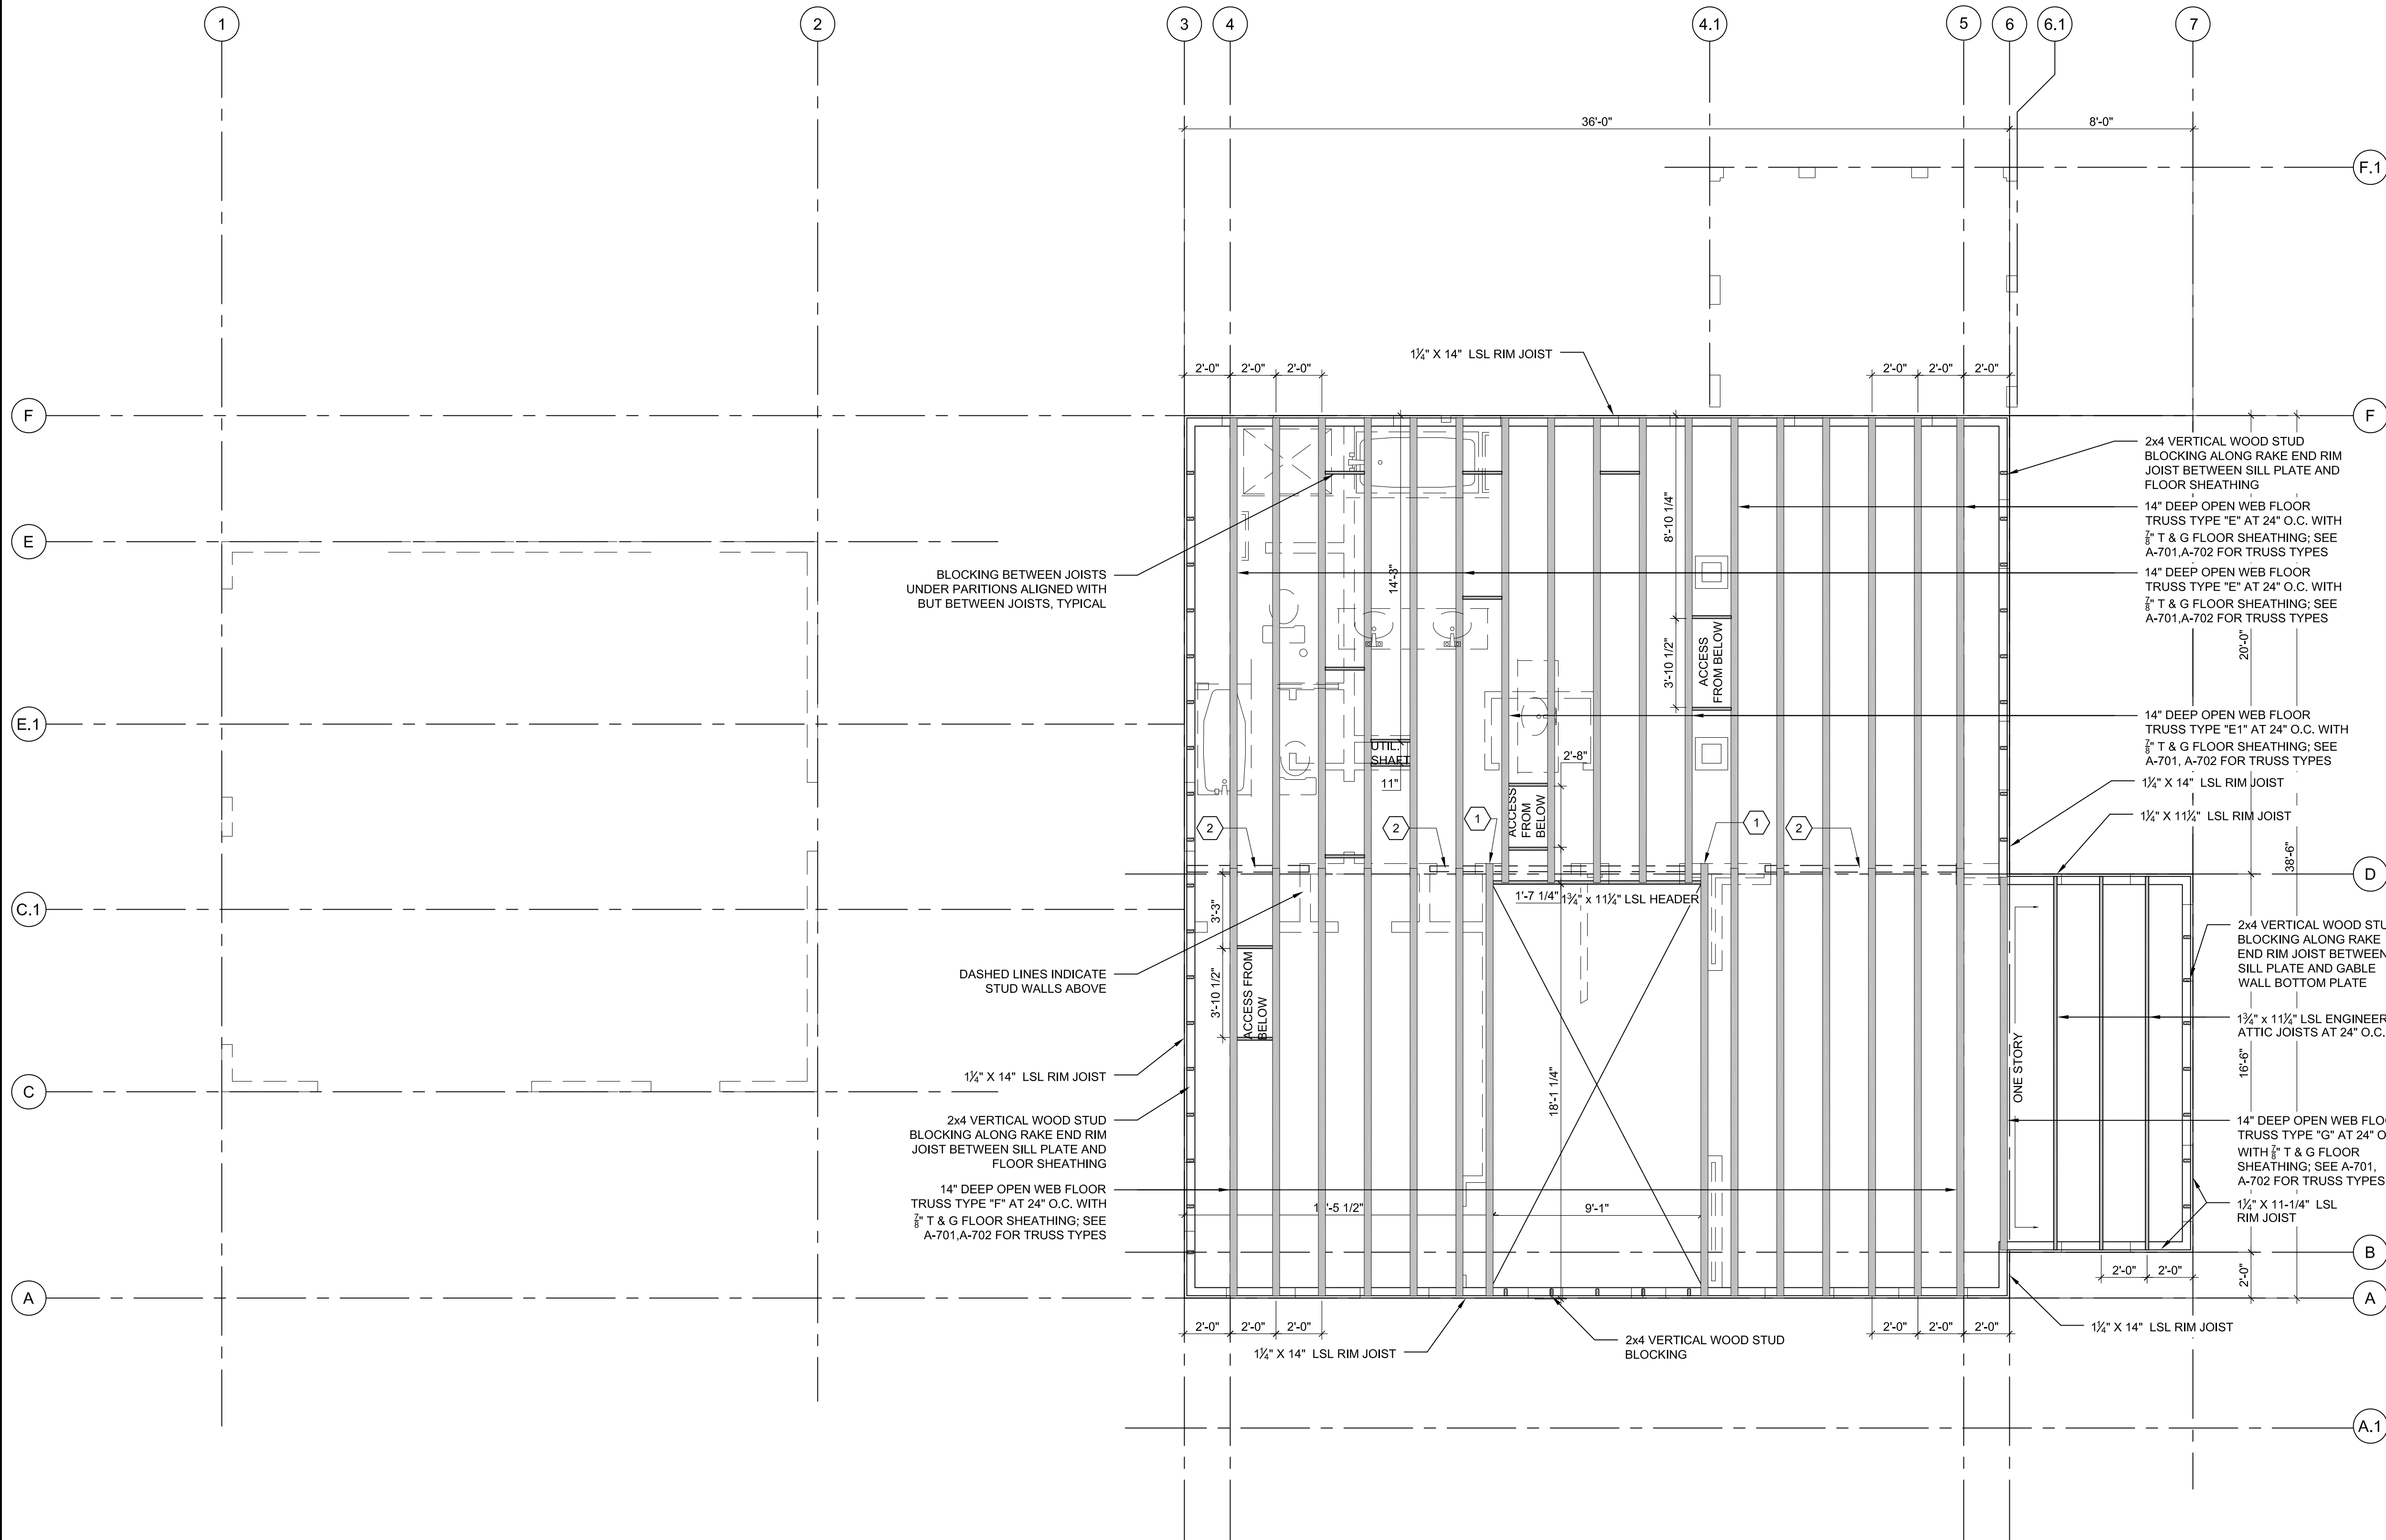 1
2
3
4
4.1
5
6
6.1
7
36'-0"
8'-0"
F.1
1¼" X 14" LSL RIM JOIST
2'-0"
2'-0"
2'-0"
2'-0"
2'-0"
2'-0"
F
F
2x4 VERTICAL WOOD STUD
BLOCKING ALONG RAKE END RIM
JOIST BETWEEN SILL PLATE AND
FLOOR SHEATHING
14" DEEP OPEN WEB FLOOR
TRUSS TYPE "E" AT 24" O.C. WITH
⅞" T & G FLOOR SHEATHING; SEE
A-701,A-702 FOR TRUSS TYPES
14" DEEP OPEN WEB FLOOR
TRUSS TYPE "E" AT 24" O.C. WITH
⅞" T & G FLOOR SHEATHING; SEE
A-701,A-702 FOR TRUSS TYPES
E
BLOCKING BETWEEN JOISTS
UNDER PARITIONS ALIGNED WITH
BUT BETWEEN JOISTS, TYPICAL
14'-3"
8'-10 1/4"
3'-10 1/2"
ACCESS
FROM BELOW
20'-0"
38'-6"
E.1
14" DEEP OPEN WEB FLOOR
TRUSS TYPE "E1" AT 24" O.C. WITH
⅞" T & G FLOOR SHEATHING; SEE
A-701, A-702 FOR TRUSS TYPES
UTIL.
SHAFT
11"
2'-8"
ACCESS
FROM
BELOW
1¼" X 14" LSL RIM JOIST
1¼" X 11¼" LSL RIM JOIST
2
2
1
1
2
D
C.1
1'-7 1/4"
1¾" x 11¼" LSL HEADER
3'-3"
3'-10 1/2"
ACCESS FROM
BELOW
DASHED LINES INDICATE
STUD WALLS ABOVE
2x4 VERTICAL WOOD
BLOCKING ALONG RAKE
END RIM JOIST BETWEEN
SILL PLATE AND GABLE
WALL BOTTOM PLATE
1¾" x 11¼" LSL
ATTIC JOISTS AT 24" O.C.
1¼" X 14" LSL RIM JOIST
C
18'-1 1/4"
ONE STORY
16'-6"
2x4 VERTICAL WOOD STUD
BLOCKING ALONG RAKE END RIM
JOIST BETWEEN SILL PLATE AND
FLOOR SHEATHING
14" DEEP OPEN WEB
TRUSS TYPE "G" AT 24"
WITH ⅞" T & G FLOOR
SHEATHING; SEE A-701,
A-702 FOR TRUSS TYPES
14" DEEP OPEN WEB FLOOR
TRUSS TYPE "F" AT 24" O.C. WITH
⅞" T & G FLOOR SHEATHING; SEE
A-701,A-702 FOR TRUSS TYPES
9'-1"
1¼" X 11-1/4" LSL
RIM JOIST
B
2'-0"
2'-0"
2'-0"
A
A
2'-0"
2'-0"
2'-0"
2'-0"
2'-0"
2'-0"
1¼" X 14" LSL RIM JOIST
2x4 VERTICAL WOOD STUD
BLOCKING
1¼" X 14" LSL RIM JOIST
A.1